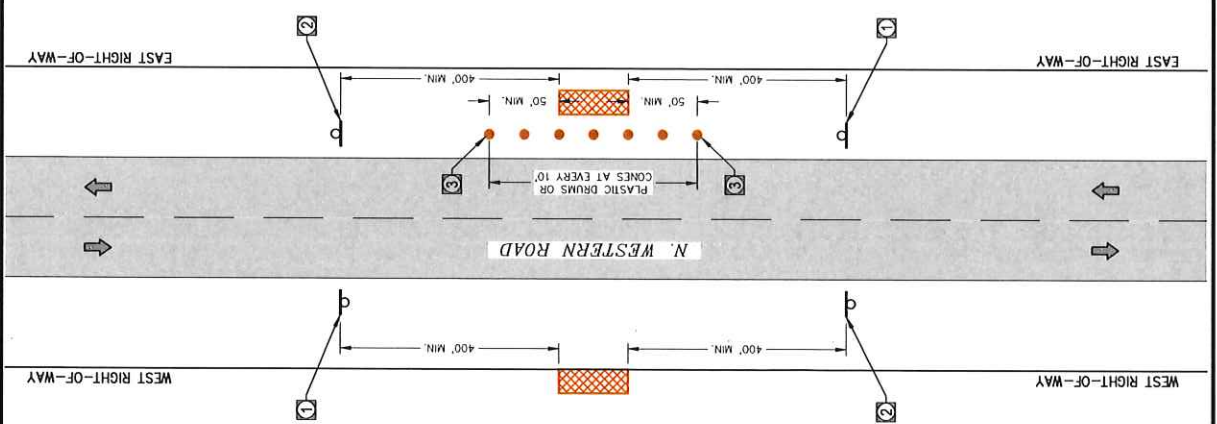 2
1
WEST RIGHT-OF-WAY
WEST RIGHT-OF-WAY
400' MIN.
400' MIN.
N. WESTERN ROAD
PLASTIC DRUMS OR
CONES AT EVERY 10'
3
3
50' MIN.
50' MIN.
400' MIN.
400' MIN.
EAST RIGHT-OF-WAY
EAST RIGHT-OF-WAY
1
2